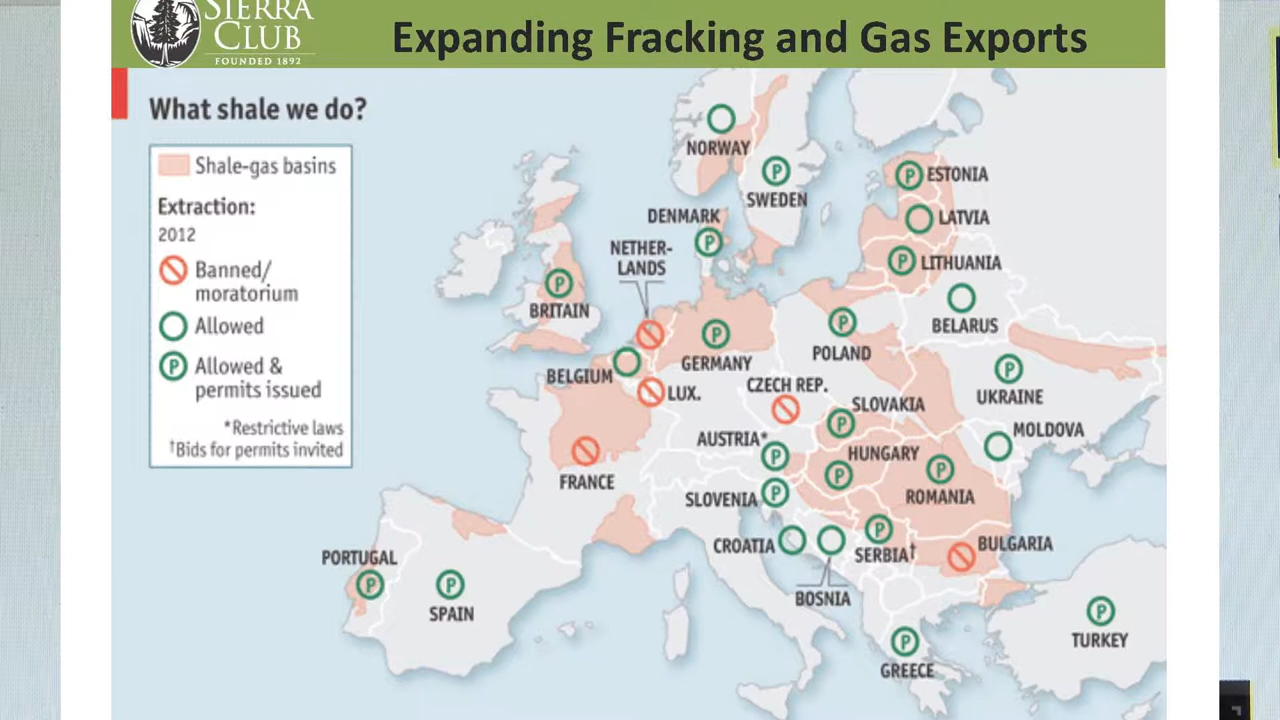 SIERRA
CLUB
FOUNDED 1892
Expanding Fracking and Gas Exports
What shale we do?
Shale-gas basins
Extraction:
2012
Banned/
moratorium
Allowed
P Allowed &
permits issued
*Restrictive laws
†Bids for permits invited
NORWAY
P
SWEDEN
P ESTONIA
LATVIA
P LITHUANIA
DENMARK
P
NETHER-
LANDS
P
BRITAIN
BELGIUM
P
GERMANY
LUX.
P
POLAND
BELARUS
CZECH REP.
P
UKRAINE
SLOVAKIA
P
MOLDOVA
AUSTRIA*
P
HUNGARY
P
P
ROMANIA
FRANCE
SLOVENIA P
CROATIA
BOSNIA
P
SERBIA†
BULGARIA
PORTUGAL
P
P
SPAIN
P
GREECE
P
TURKEY